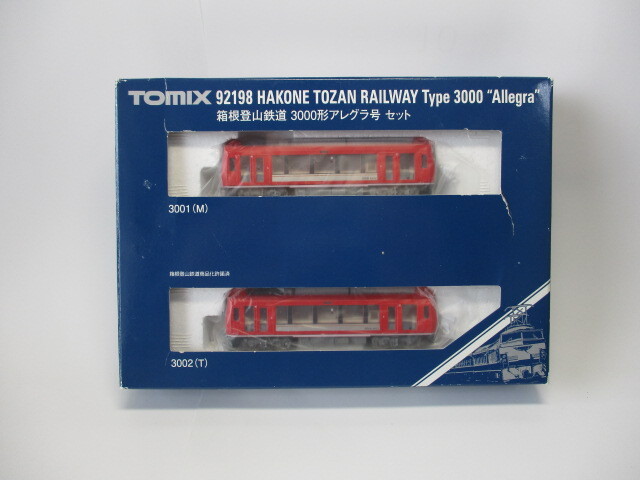 TOMIX 92198 HAKONE TOZAN RAILWAY Type 3000 "Allegra"
箱根登山鉄道 3000形アレグラ号 セット
3001(M)
箱根登山鉄道商品化許諾済
3002(T)